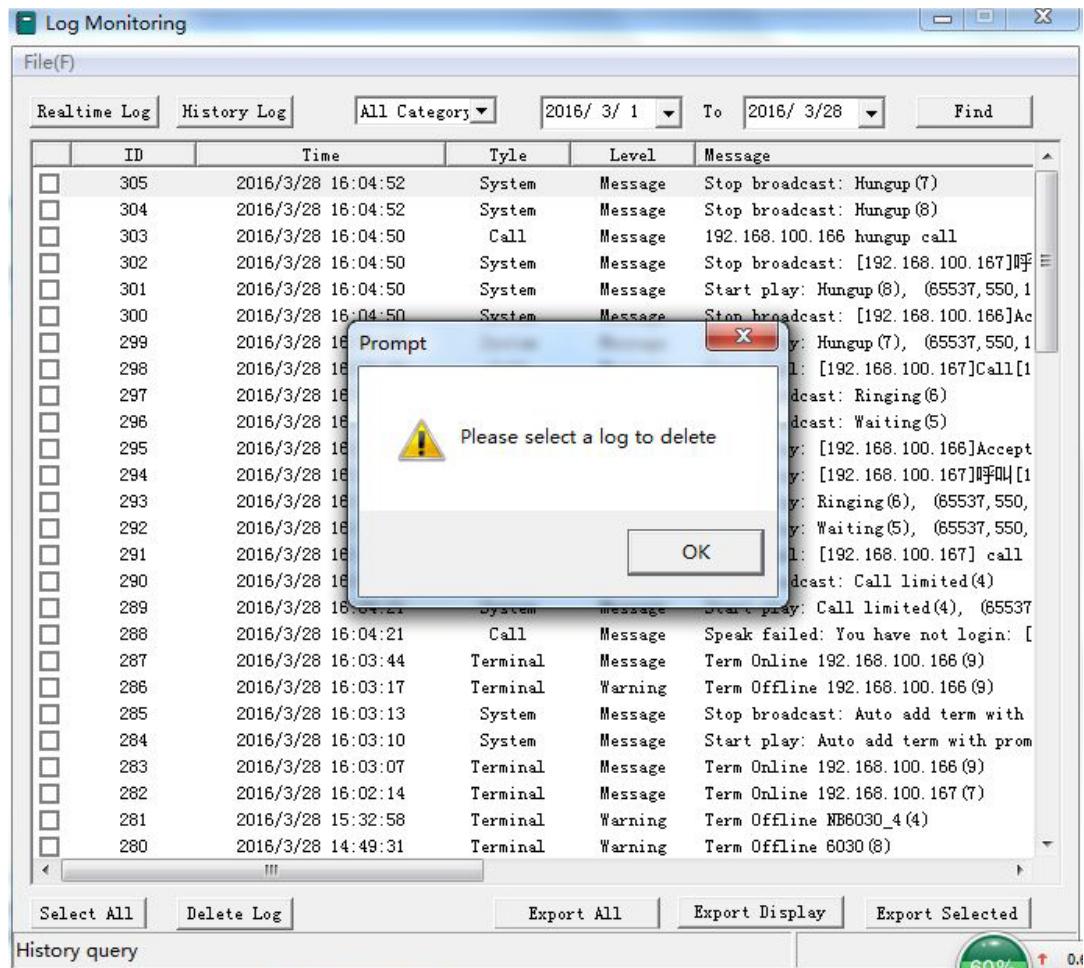 Log Monitoring
File(F)
Realtime Log History Log All Category 2016/ 3/ 1 To 2016/ 3/28 Find
ID Time Tyle Level Message
305 2016/3/28 16:04:52 System Message Stop broadcast: Hungup(7)
304 2016/3/28 16:04:52 System Message Stop broadcast: Hungup(8)
303 2016/3/28 16:04:50 Call Message 192.168.100.166 hungup call
302 2016/3/28 16:04:50 System Message Stop broadcast: [192.168.100.167]呼
301 2016/3/28 16:04:50 System Message Start play: Hungup(8), (65537,550,1
300 2016/3/28 16:04:50 System Message Stop broadcast: [192.168.100.166]Ac
299 2016/3/28 16 y: Hungup(7), (65537,550,1
298 2016/3/28 16 l: [192.168.100.167]Call[1
297 2016/3/28 16 dcast: Ringing(6)
296 2016/3/28 16 dcast: Waiting(5)
295 2016/3/28 16 y: [192.168.100.166]Accept
294 2016/3/28 16 y: [192.168.100.167]呼叫[1
293 2016/3/28 16 y: Ringing(6), (65537,550,
292 2016/3/28 16 y: Waiting(5), (65537,550,
291 2016/3/28 16 l: [192.168.100.167] call
290 2016/3/28 16 dcast: Call limited(4)
289 2016/3/28 16:04:21 System Message Start play: Call limited(4), (65537
288 2016/3/28 16:04:21 Call Message Speak failed: You have not login: [
287 2016/3/28 16:03:44 Terminal Message Term Online 192.168.100.166(9)
286 2016/3/28 16:03:17 Terminal Warning Term Offline 192.168.100.166(9)
285 2016/3/28 16:03:13 System Message Stop broadcast: Auto add term with
284 2016/3/28 16:03:10 System Message Start play: Auto add term with prom
283 2016/3/28 16:03:07 Terminal Message Term Online 192.168.100.166(9)
282 2016/3/28 16:02:14 Terminal Message Term Online 192.168.100.167(7)
281 2016/3/28 15:32:58 Terminal Warning Term Offline NB6030_4(4)
280 2016/3/28 14:49:31 Terminal Warning Term Offline 6030(8)
Prompt
Please select a log to delete
OK
Select All Delete Log Export All Export Display Export Selected
History query